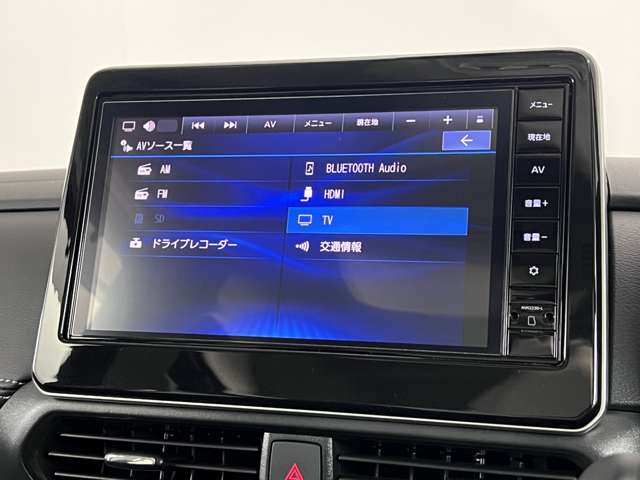 AV メニュー 現在地 － ＋
AVソース一覧
AM
BLUETOOTH Audio
FM
HDMI
SD
TV
ドライブレコーダー
交通情報
メニュー
現在地
AV
音量+
音量−